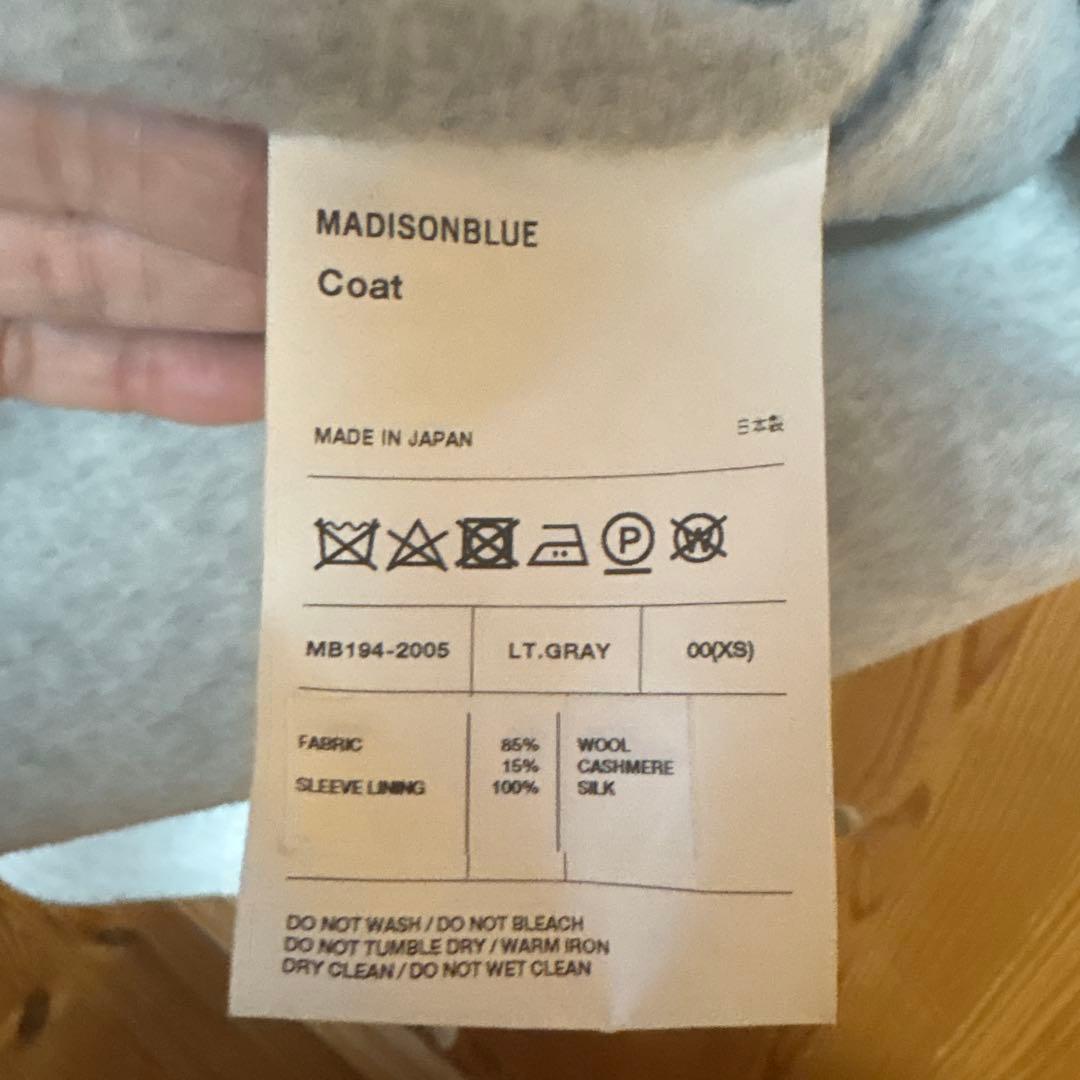 MADISONBLUE
Coat
MADE IN JAPAN 日本製
P W
MB194-2005 LT.GRAY 00(XS)
FABRIC 85% WOOL
15% CASHMERE
SLEEVE LINING 100% SILK
DO NOT WASH / DO NOT BLEACH
DO NOT TUMBLE DRY / WARM IRON
DRY CLEAN / DO NOT WET CLEAN